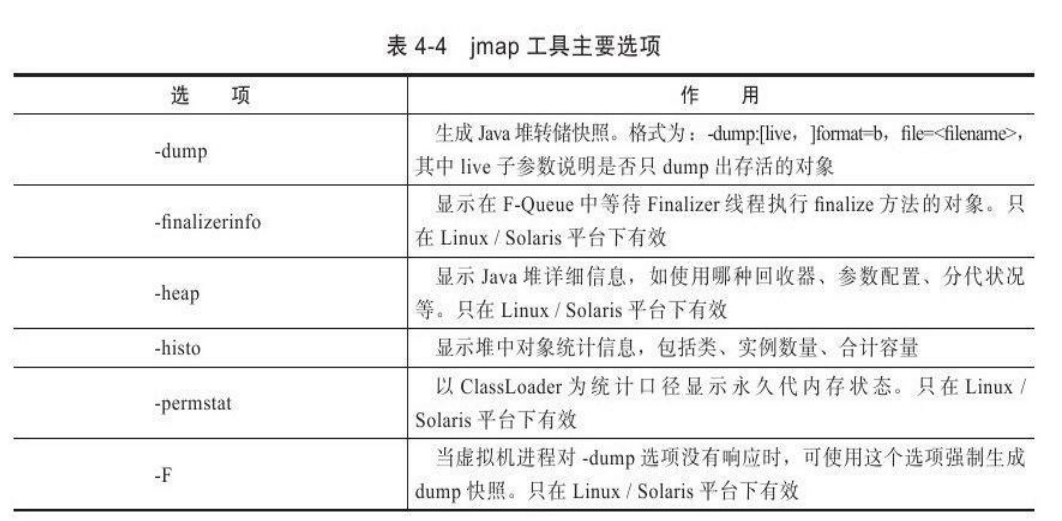 表 4-4 jmap 工具主要选项
选 项 作 用
-dump
生成 Java 堆转储快照。格式为：-dump:[live，]format=b，file=<filename>，
其中 live 子参数说明是否只 dump 出存活的对象
-finalizerinfo
显示在 F-Queue 中等待 Finalizer 线程执行 finalize 方法的对象。只
在 Linux / Solaris 平台下有效
-heap
显示 Java 堆详细信息，如使用哪种回收器、参数配置、分代状况
等。只在 Linux / Solaris 平台下有效
-histo 显示堆中对象统计信息，包括类、实例数量、合计容量
-permstat
以 ClassLoader 为统计口径显示永久代内存状态。只在 Linux /
Solaris 平台下有效
-F
当虚拟机进程对 -dump 选项没有响应时，可使用这个选项强制生成
dump 快照。只在 Linux / Solaris 平台下有效